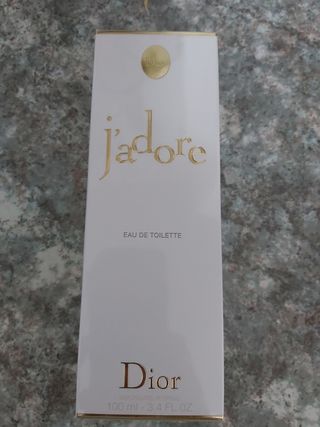 j'adore
EAU DE TOILETTE
Dior
100 ml - 3.4 FL. OZ.